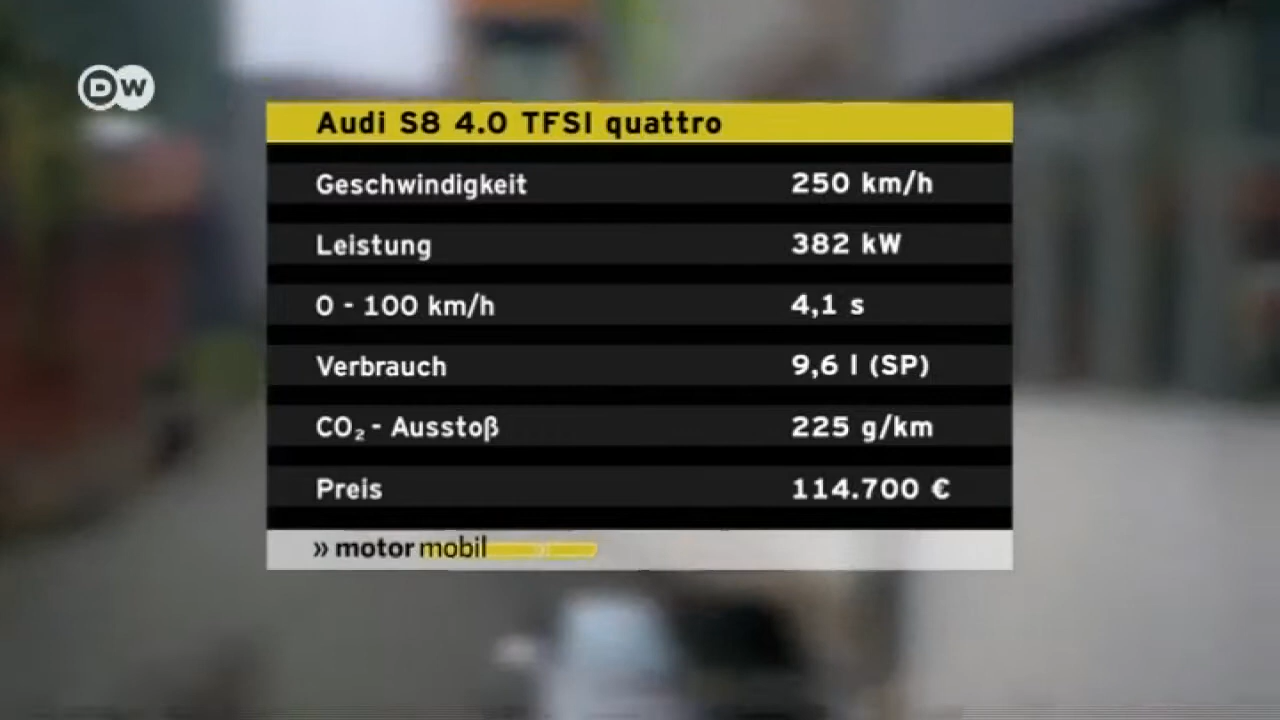 DW
Audi S8 4.0 TFSI quattro
Geschwindigkeit 250 km/h
Leistung 382 kW
0 - 100 km/h 4,1 s
Verbrauch 9,6 l (SP)
CO₂ - Ausstoß 225 g/km
Preis 114.700 €
» motor mobil